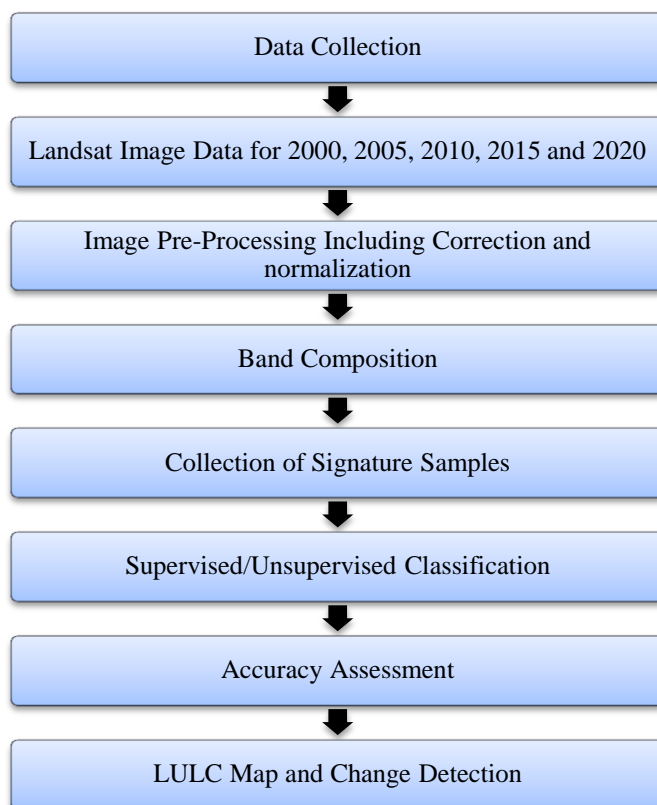 Data Collection
Landsat Image Data for 2000, 2005, 2010, 2015 and 2020
Image Pre-Processing Including Correction and
normalization
Band Composition
Collection of Signature Samples
Supervised/Unsupervised Classification
Accuracy Assessment
LULC Map and Change Detection